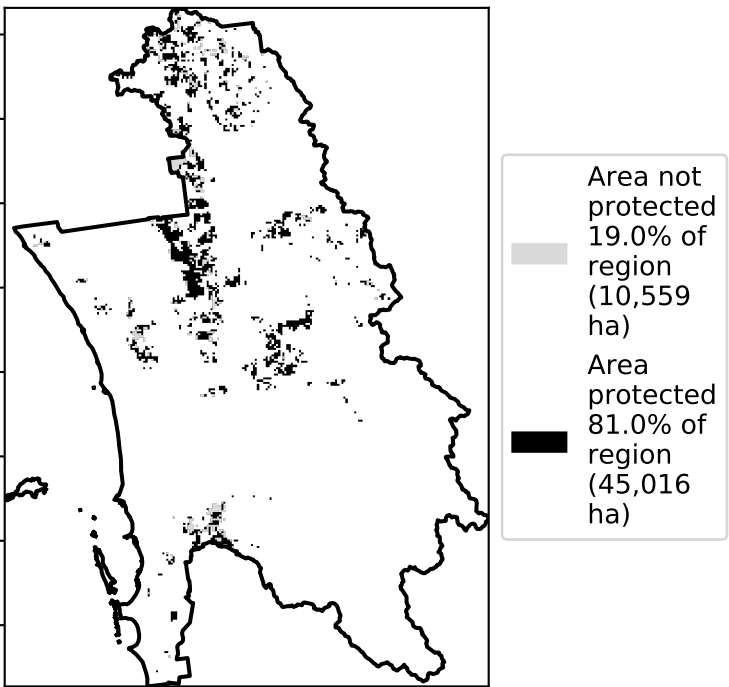 Area not
protected
19.0% of
region
(10,559
ha)
Area
protected
81.0% of
region
(45,016
ha)